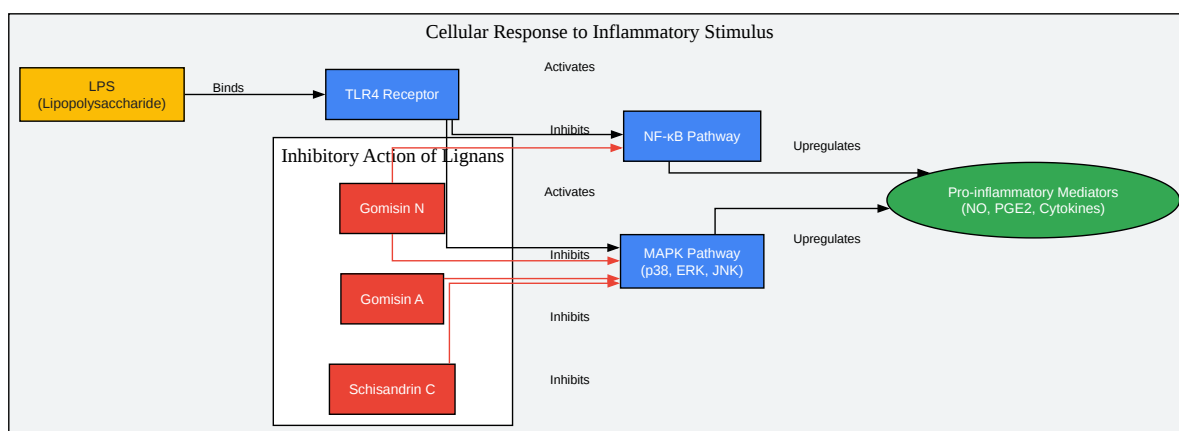 Cellular Response to Inflammatory Stimulus
LPS
(Lipopolysaccharide)
Binds
TLR4 Receptor
Activates
Inhibits
NF-κB Pathway
Upregulates
Inhibitory Action of Lignans
Gomisin N
Activates
Pro-inflammatory Mediators
(NO, PGE2, Cytokines)
Inhibits
MAPK Pathway
(p38, ERK, JNK)
Upregulates
Gomisin A
Inhibits
Schisandrin C
Inhibits